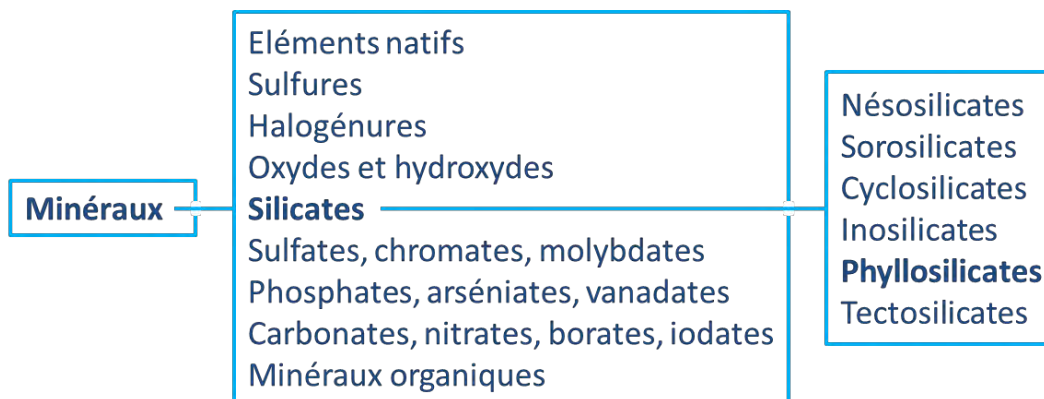 Minéraux
Eléments natifs
Sulfures
Halogénures
Oxydes et hydroxydes
Silicates
Sulfates, chromates, molybdates
Phosphates, arséniates, vanadates
Carbonates, nitrates, borates, iodates
Minéraux organiques
Nésosilicates
Sorosilicates
Cyclosilicates
Inosilicates
Phyllosilicates
Tectosilicates